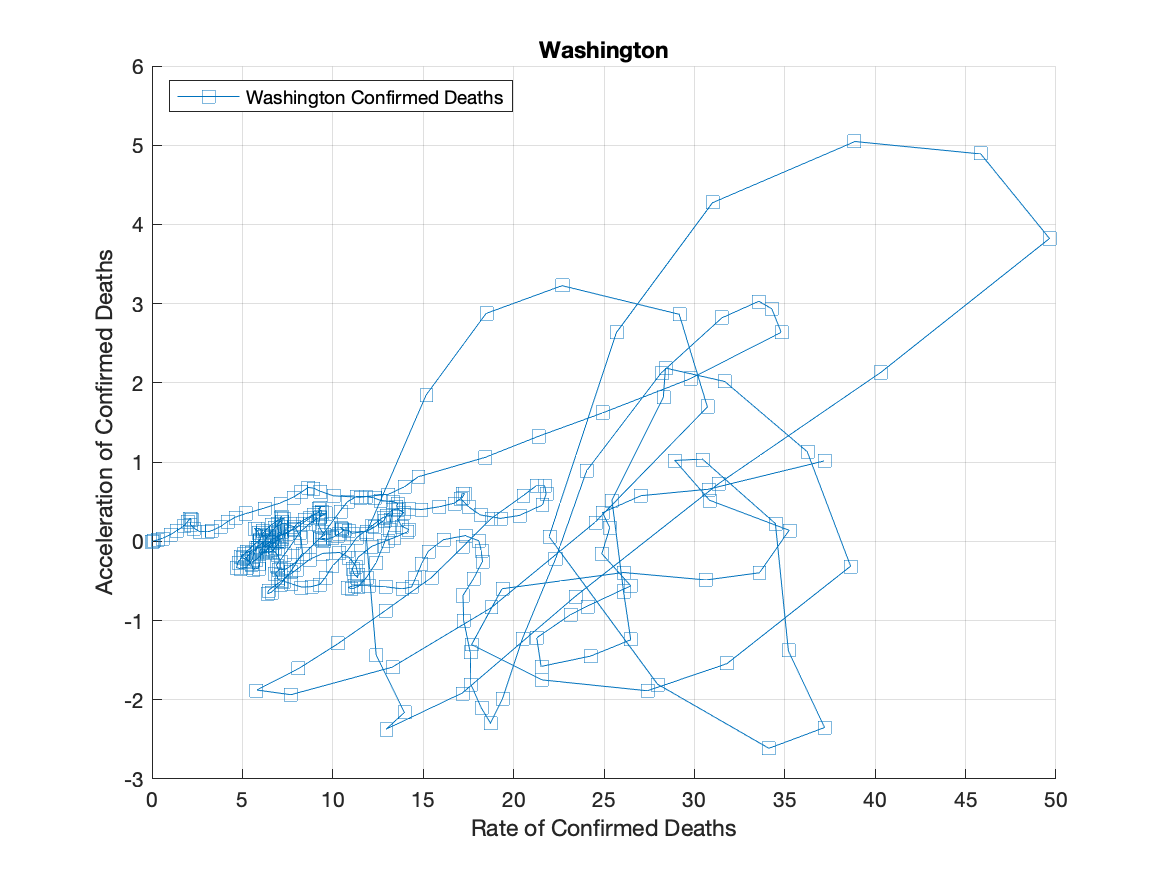 Washington
Washington Confirmed Deaths
6
5
4
3
2
1
0
-1
-2
-3
Acceleration of Confirmed Deaths
0 5 10 15 20 25 30 35 40 45 50
Rate of Confirmed Deaths